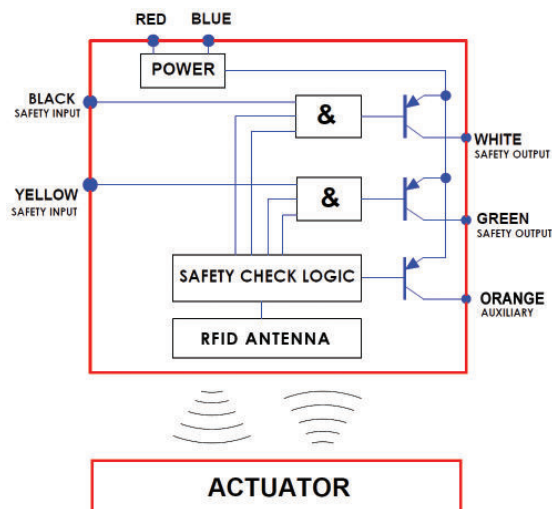 RED BLUE
POWER
BLACK
SAFETY INPUT
&
WHITE
SAFETY OUTPUT
YELLOW
SAFETY INPUT
&
GREEN
SAFETY OUTPUT
SAFETY CHECK LOGIC
ORANGE
AUXILIARY
RFID ANTENNA
ACTUATOR